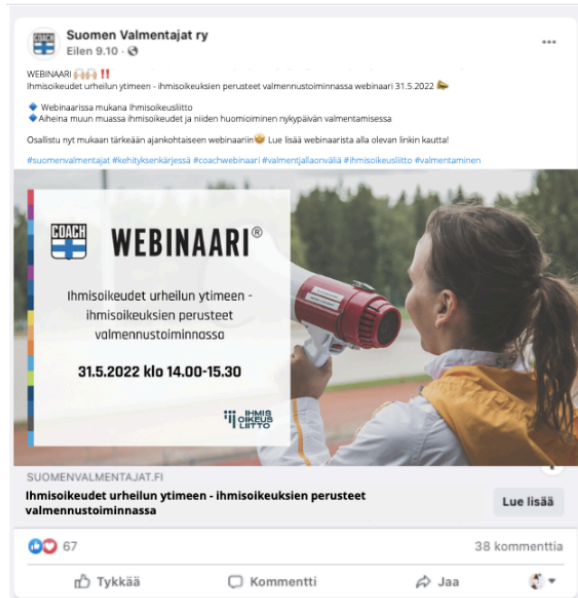 Suomen Valmentajat ry
Eilen 9.10 ·
WEBINAARI 🙌🏻🙌🏻 ‼️
Ihmisoikeudet urheilun ytimeen - ihmisoikeuksien perusteet valmennustoiminnassa webinaari 31.5.2022
🔹 Webinaarissa mukana Ihmisoikeusliitto
🔹Aiheina muun muassa ihmisoikeudet ja niiden huomioiminen nykypäivän valmentamisessa
Osallistu nyt mukaan tärkeään ajankohtaiseen webinaariin🤩 Lue lisää webinaarista alla olevan linkin kautta!
#suomenvalmentajat #kehityksenkärjessä #coachwebinaari #valmentjallaonväliä #ihmisoikeusliitto #valmentaminen
COACH
WEBINAARI®
Ihmisoikeudet urheilun ytimeen -
ihmisoikeuksien perusteet
valmennustoiminnassa
31.5.2022 klo 14.00-15.30
IHMIS
OIKEUS
LIITTO
SUOMENVALMENTAJAT.FI
Ihmisoikeudet urheilun ytimeen - ihmisoikeuksien perusteet
valmennustoiminnassa
Lue lisää
67
38 kommenttia
Tykkää
Kommentti
Jaa